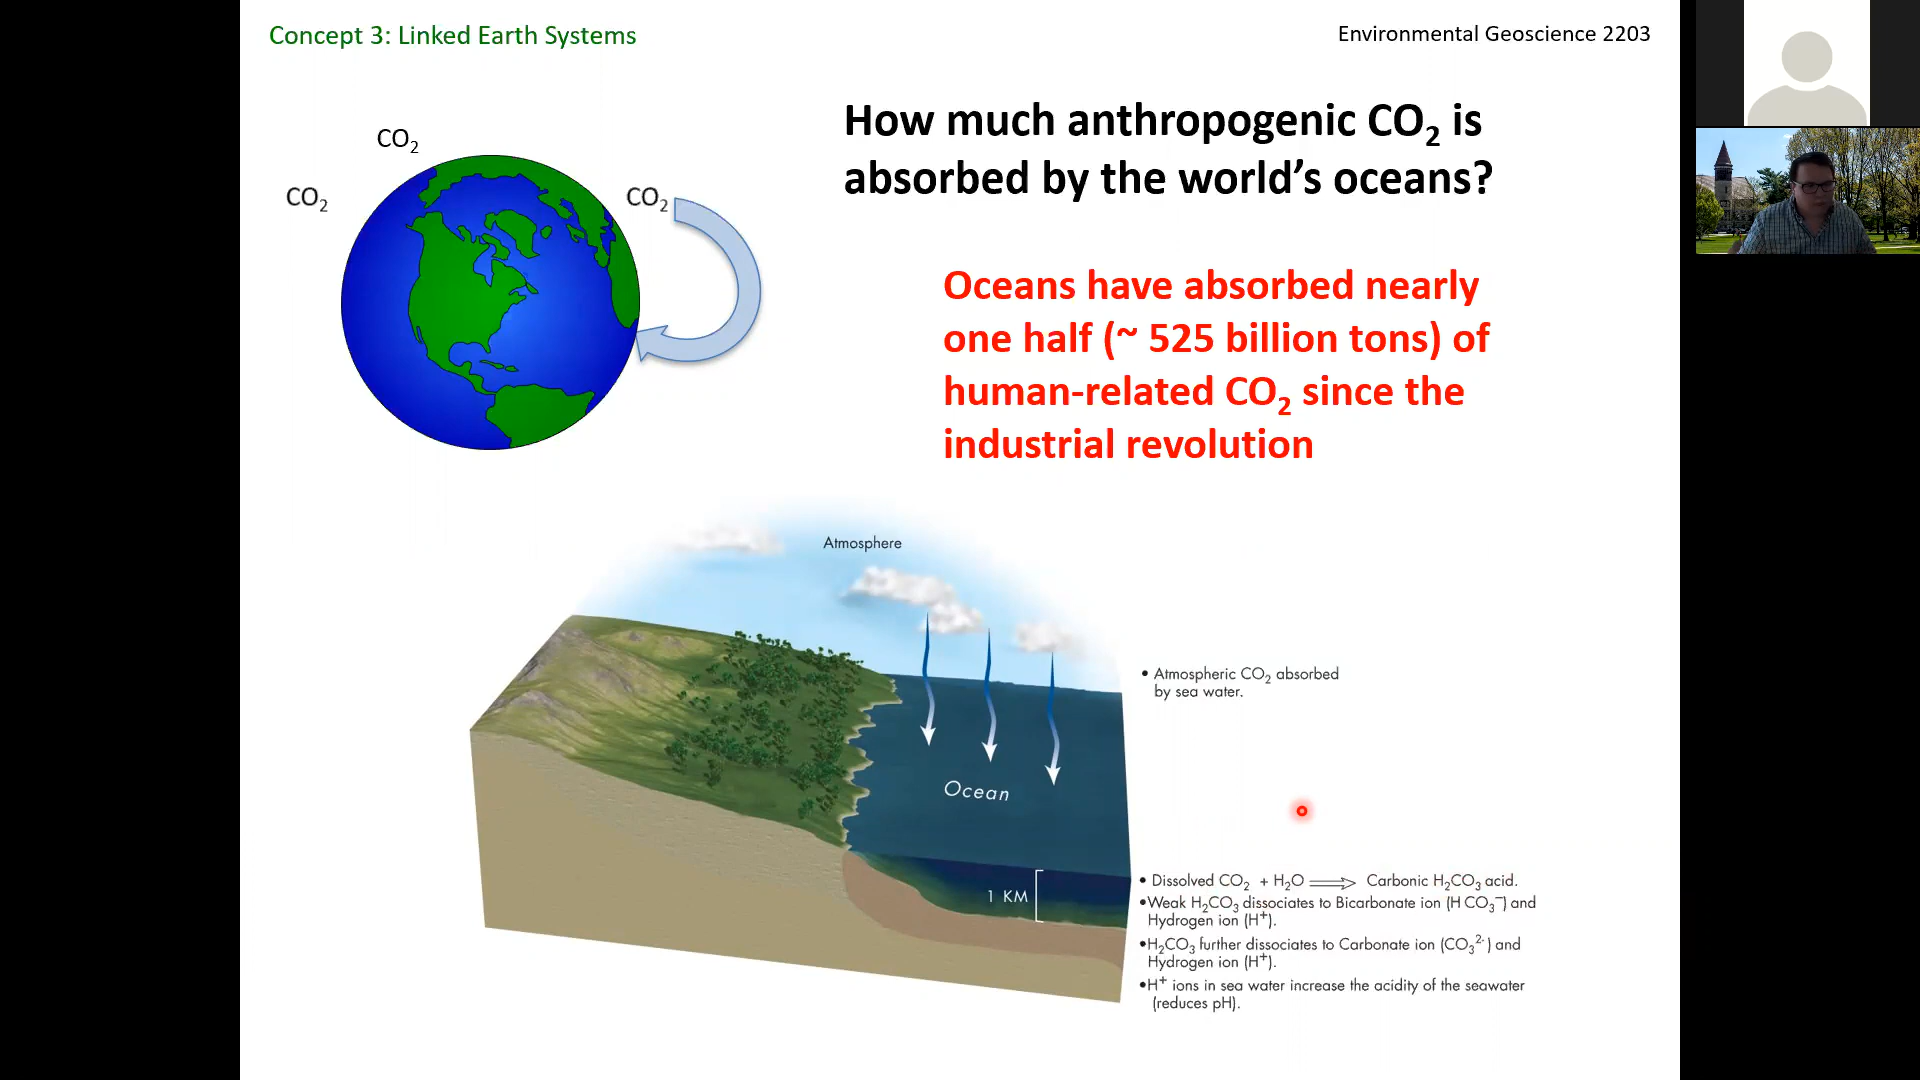 Concept 3: Linked Earth Systems
Environmental Geoscience 2203
CO₂
CO₂
CO₂
How much anthropogenic CO₂ is
absorbed by the world’s oceans?
Oceans have absorbed nearly
one half (~ 525 billion tons) of
human-related CO₂ since the
industrial revolution
Atmosphere
• Atmospheric CO₂ absorbed
by sea water.
Ocean
1 KM
• Dissolved CO₂ + H₂O ⟹ Carbonic H₂CO₃ acid.
•Weak H₂CO₃ dissociates to Bicarbonate ion (H CO₃⁻) and
Hydrogen ion (H⁺).
•H₂CO₃ further dissociates to Carbonate ion (CO₃²⁻) and
Hydrogen ion (H⁺).
•H⁺ ions in sea water increase the acidity of the seawater
(reduces pH).